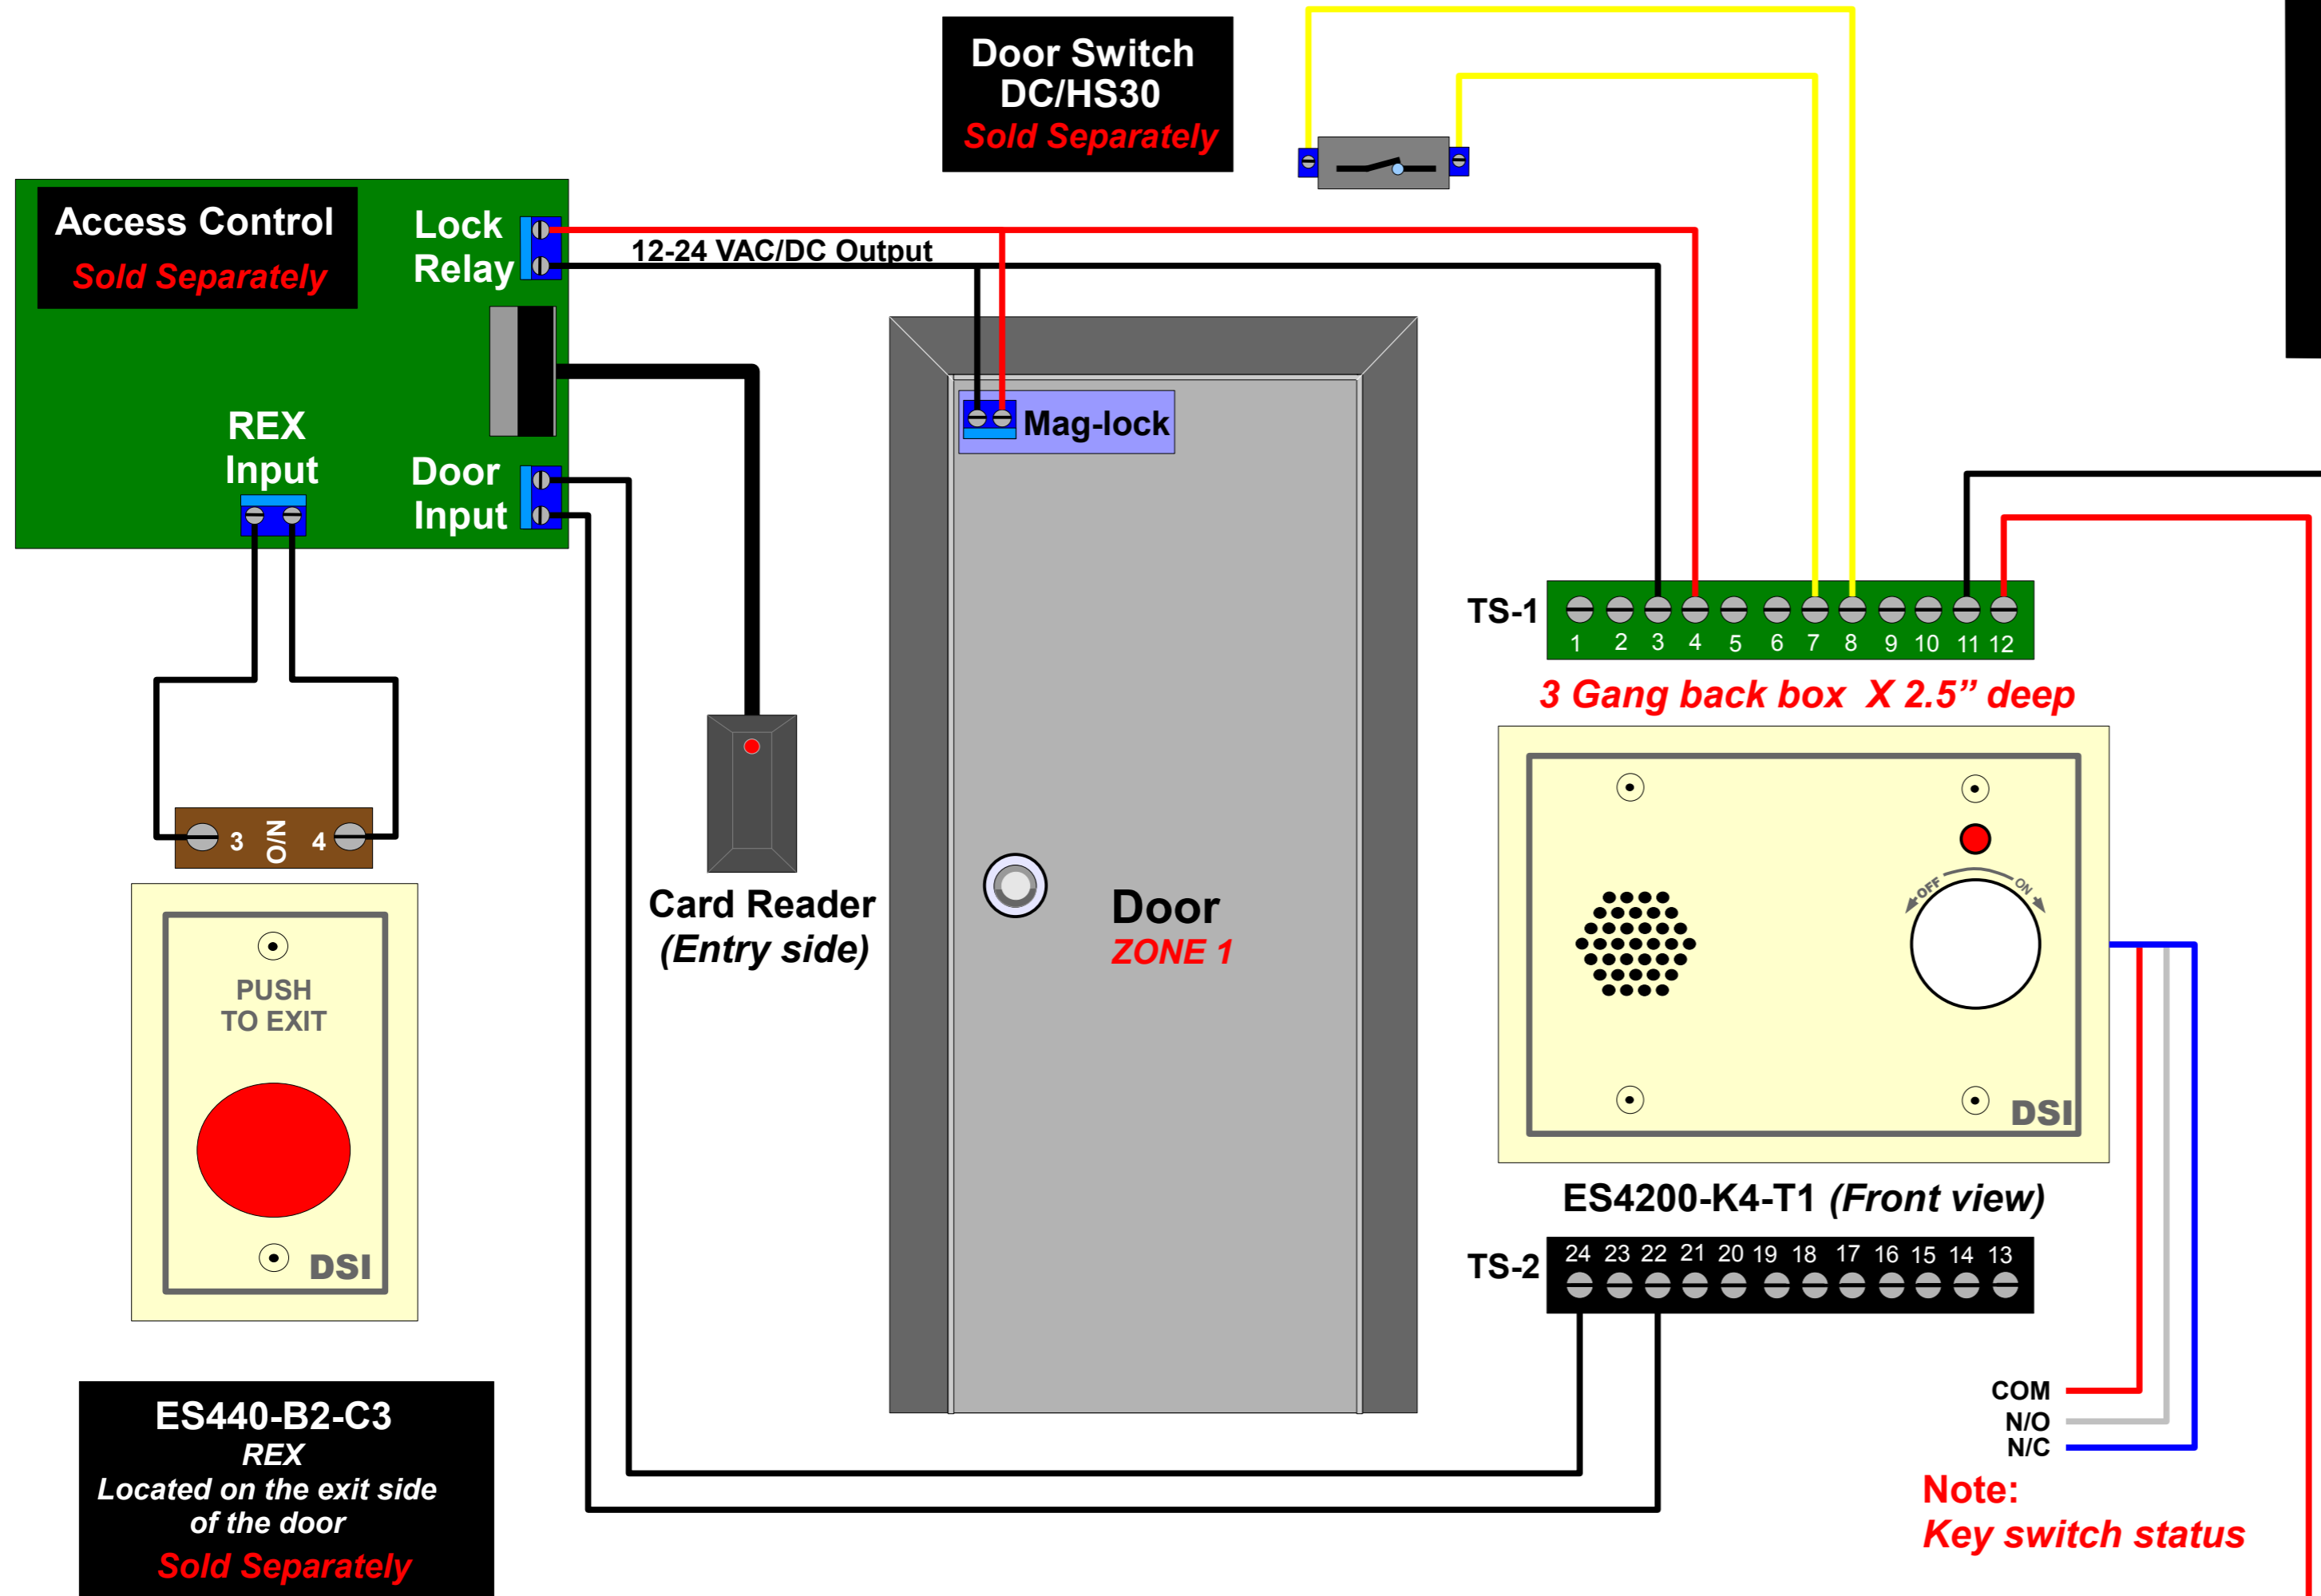 Door Switch
DC/HS30
Sold Separately
Access Control
Sold Separately
Lock
Relay
12-24 VAC/DC Output
REX
Input
Door
Input
Mag-lock
TS-1
1 2 3 4 5 6 7 8 9 10 11 12
3 Gang back box X 2.5” deep
3 N/O 4
OFF ON
Card Reader
(Entry side)
Door
ZONE 1
PUSH
TO EXIT
DSI
DSI
ES4200-K4-T1 (Front view)
TS-2
24 23 22 21 20 19 18 17 16 15 14 13
ES440-B2-C3
REX
Located on the exit side
of the door
Sold Separately
COM
N/O
N/C
Note:
Key switch status